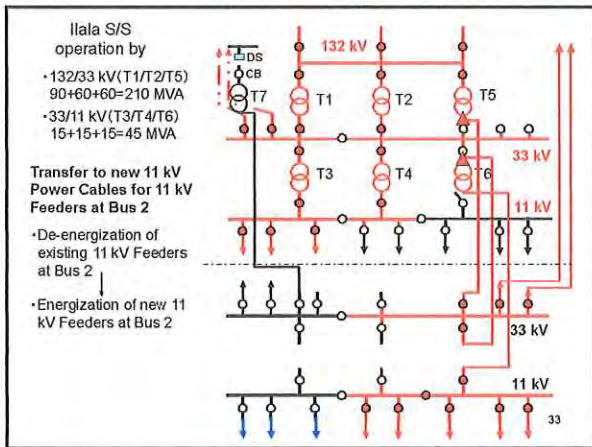 Ilala S/S
operation by
•132/33 kV(T1/T2/T5)
90+60+60=210 MVA
•33/11 kV(T3/T4/T6)
15+15+15=45 MVA
Transfer to new 11 kV
Power Cables for 11 kV
Feeders at Bus 2
•De-energization of
existing 11 kV Feeders
at Bus 2
•Energization of new 11
kV Feeders at Bus 2
132 kV
DS
CB
T7
T1
T2
T5
33 kV
T3
T4
T6
11 kV
33 kV
11 kV
33